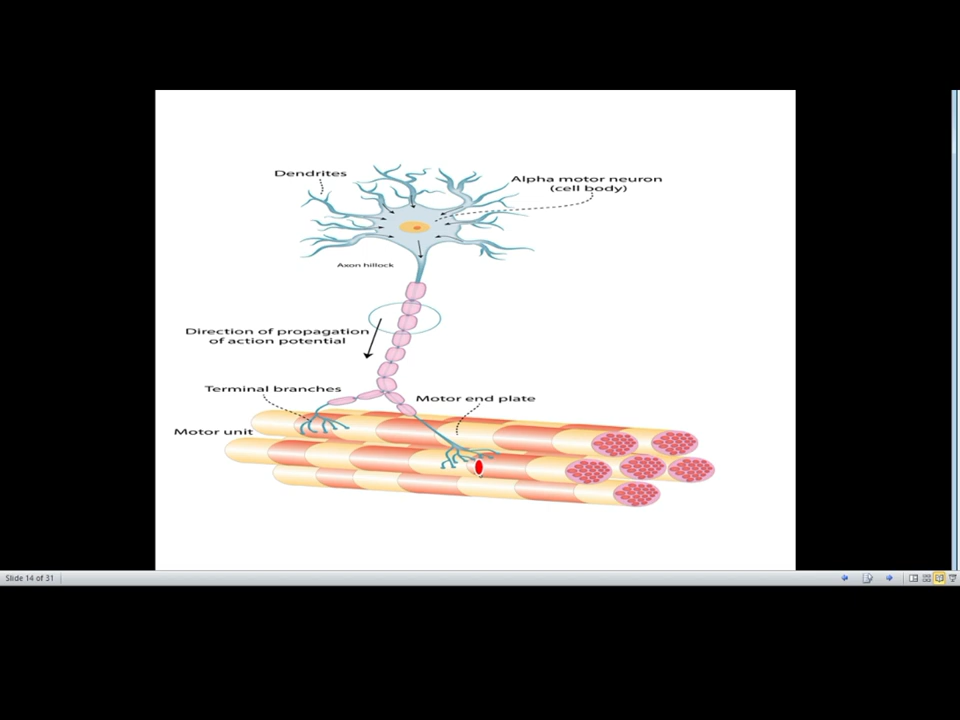 Dendrites
Alpha motor neuron
(cell body)
Axon hillock
Direction of propagation
of action potential
Terminal branches
Motor end plate
Motor unit
Slide 14 of 31